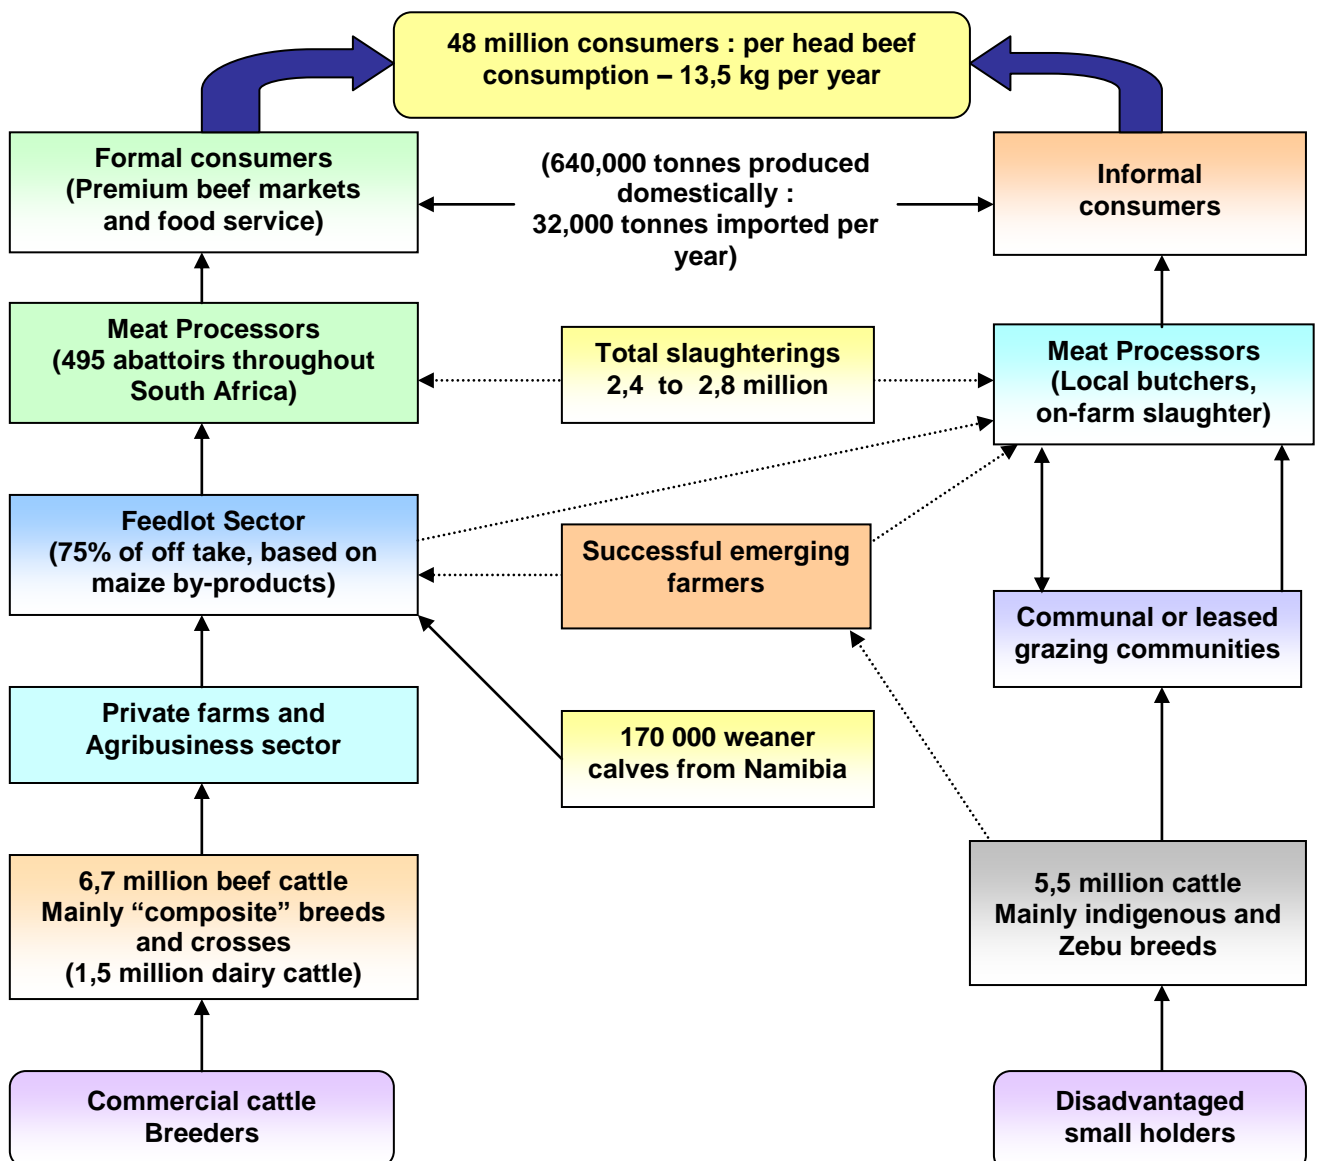 48 million consumers : per head beef
consumption – 13,5 kg per year
Formal consumers
(Premium beef markets
and food service)
(640,000 tonnes produced
domestically :
32,000 tonnes imported per
year)
Informal
consumers
Meat Processors
(495 abattoirs throughout
South Africa)
Total slaughterings
2,4 to 2,8 million
Meat Processors
(Local butchers,
on-farm slaughter)
Feedlot Sector
(75% of off take, based on
maize by-products)
Successful emerging
farmers
Communal or leased
grazing communities
Private farms and
Agribusiness sector
170 000 weaner
calves from Namibia
6,7 million beef cattle
Mainly “composite” breeds
and crosses
(1,5 million dairy cattle)
5,5 million cattle
Mainly indigenous and
Zebu breeds
Commercial cattle
Breeders
Disadvantaged
small holders